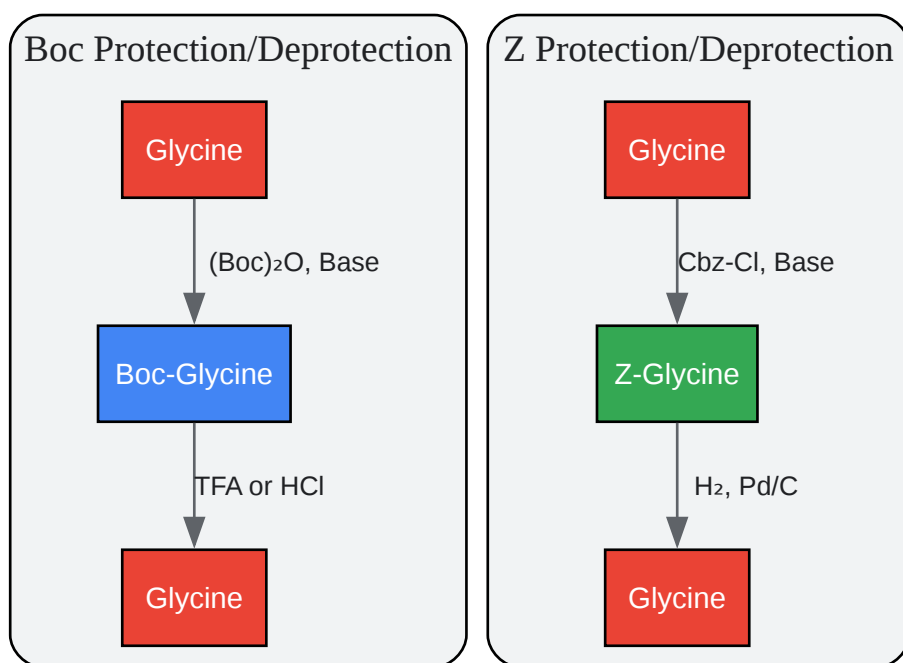 Boc Protection/Deprotection
Glycine
(Boc)₂O, Base
Boc-Glycine
TFA or HCl
Glycine
Z Protection/Deprotection
Glycine
Cbz-Cl, Base
Z-Glycine
H₂, Pd/C
Glycine